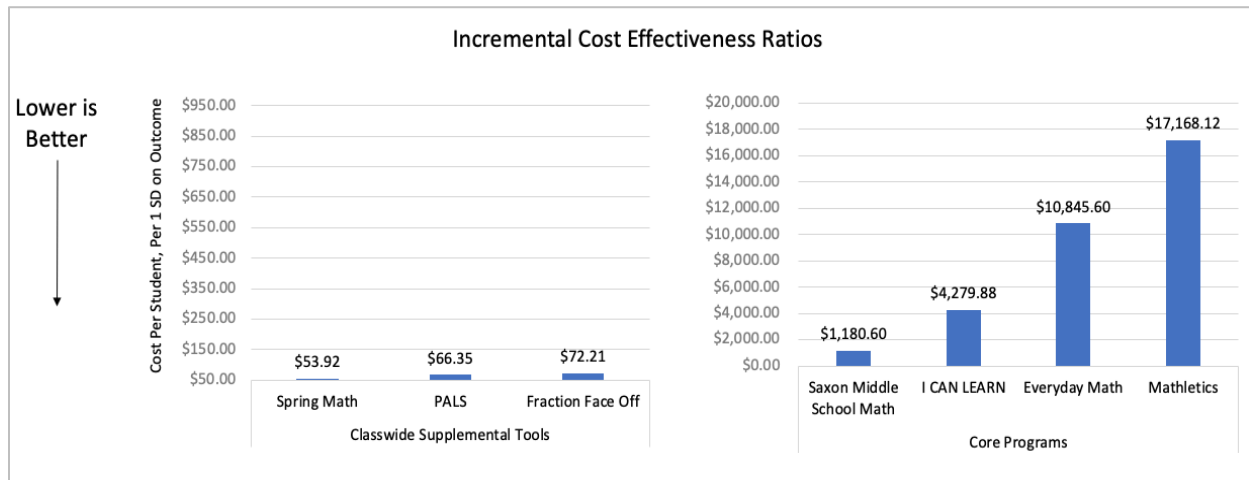 Incremental Cost Effectiveness Ratios
Lower is
Better
Cost Per Student, Per 1 SD on Outcome
$950.00
$850.00
$750.00
$650.00
$550.00
$450.00
$350.00
$250.00
$150.00
$50.00
$53.92
$66.35
$72.21
Spring Math
PALS
Fraction Face Off
Classwide Supplemental Tools
$20,000.00
$18,000.00
$16,000.00
$14,000.00
$12,000.00
$10,000.00
$8,000.00
$6,000.00
$4,000.00
$2,000.00
$0.00
$1,180.60
$4,279.88
$10,845.60
$17,168.12
Saxon Middle
School Math
I CAN LEARN
Everyday Math
Mathletics
Core Programs